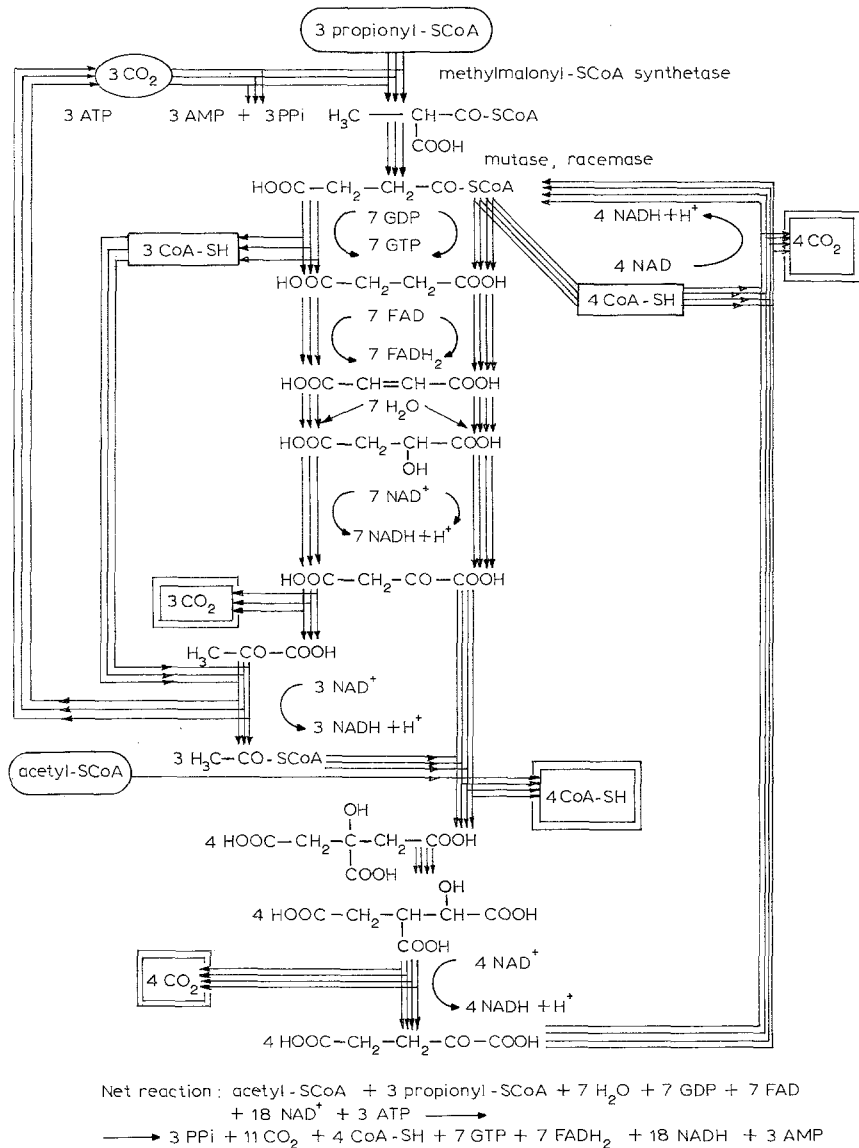 3 propionyl-SCoA
3 CO₂
methylmalonyl-SCoA synthetase
3 ATP 3 AMP + 3 PPi H₃C — CH — CO-SCoA
COOH
mutase, racemase
HOOC—CH₂—CH₂—CO-SCoA
7 GDP
4 NADH+H⁺
3 CoA-SH
7 GTP
4 CO₂
4 NAD
HOOC—CH₂—CH₂—COOH
4 CoA-SH
7 FAD
7 FADH₂
HOOC—CH=CH—COOH
7 H₂O
HOOC—CH₂—CH—COOH
OH
7 NAD⁺
7 NADH+H⁺
HOOC—CH₂—CO—COOH
3 CO₂
H₃C—CO—COOH
3 NAD⁺
3 NADH+H⁺
3 H₃C—CO-SCoA
acetyl-SCoA
4 CoA-SH
OH
4 HOOC—CH₂—C—CH₂—COOH
COOH
OH
4 HOOC—CH₂—CH—CH—COOH
COOH
4 NAD⁺
4 CO₂
4 NADH+H⁺
4 HOOC—CH₂—CH₂—CO—COOH
Net reaction: acetyl-SCoA + 3 propionyl-SCoA + 7 H₂O + 7 GDP + 7 FAD
+ 18 NAD⁺ + 3 ATP ⟶
⟶ 3 PPi + 11 CO₂ + 4 CoA-SH + 7 GTP + 7 FADH₂ + 18 NADH + 3 AMP